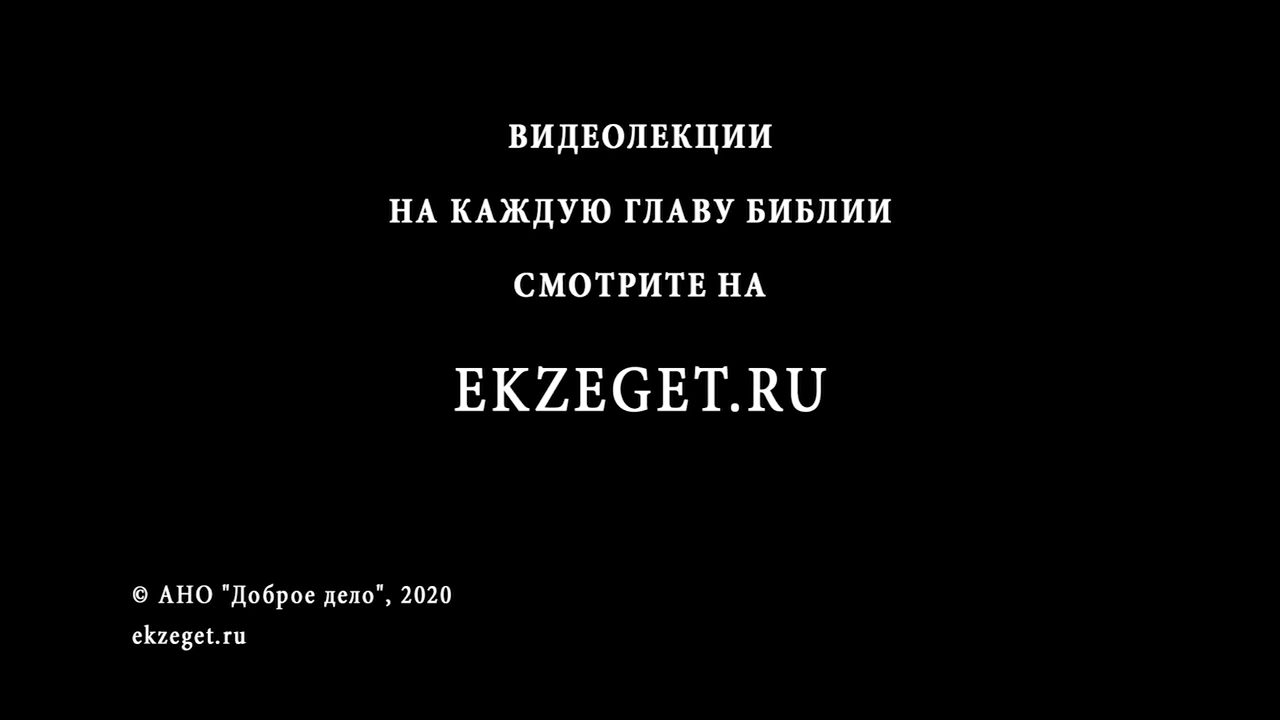 ВИДЕОЛЕКЦИИ
НА КАЖДУЮ ГЛАВУ БИБЛИИ
СМОТРИТЕ НА
EKZEGET.RU
© АНО "Доброе дело", 2020
ekzeget.ru